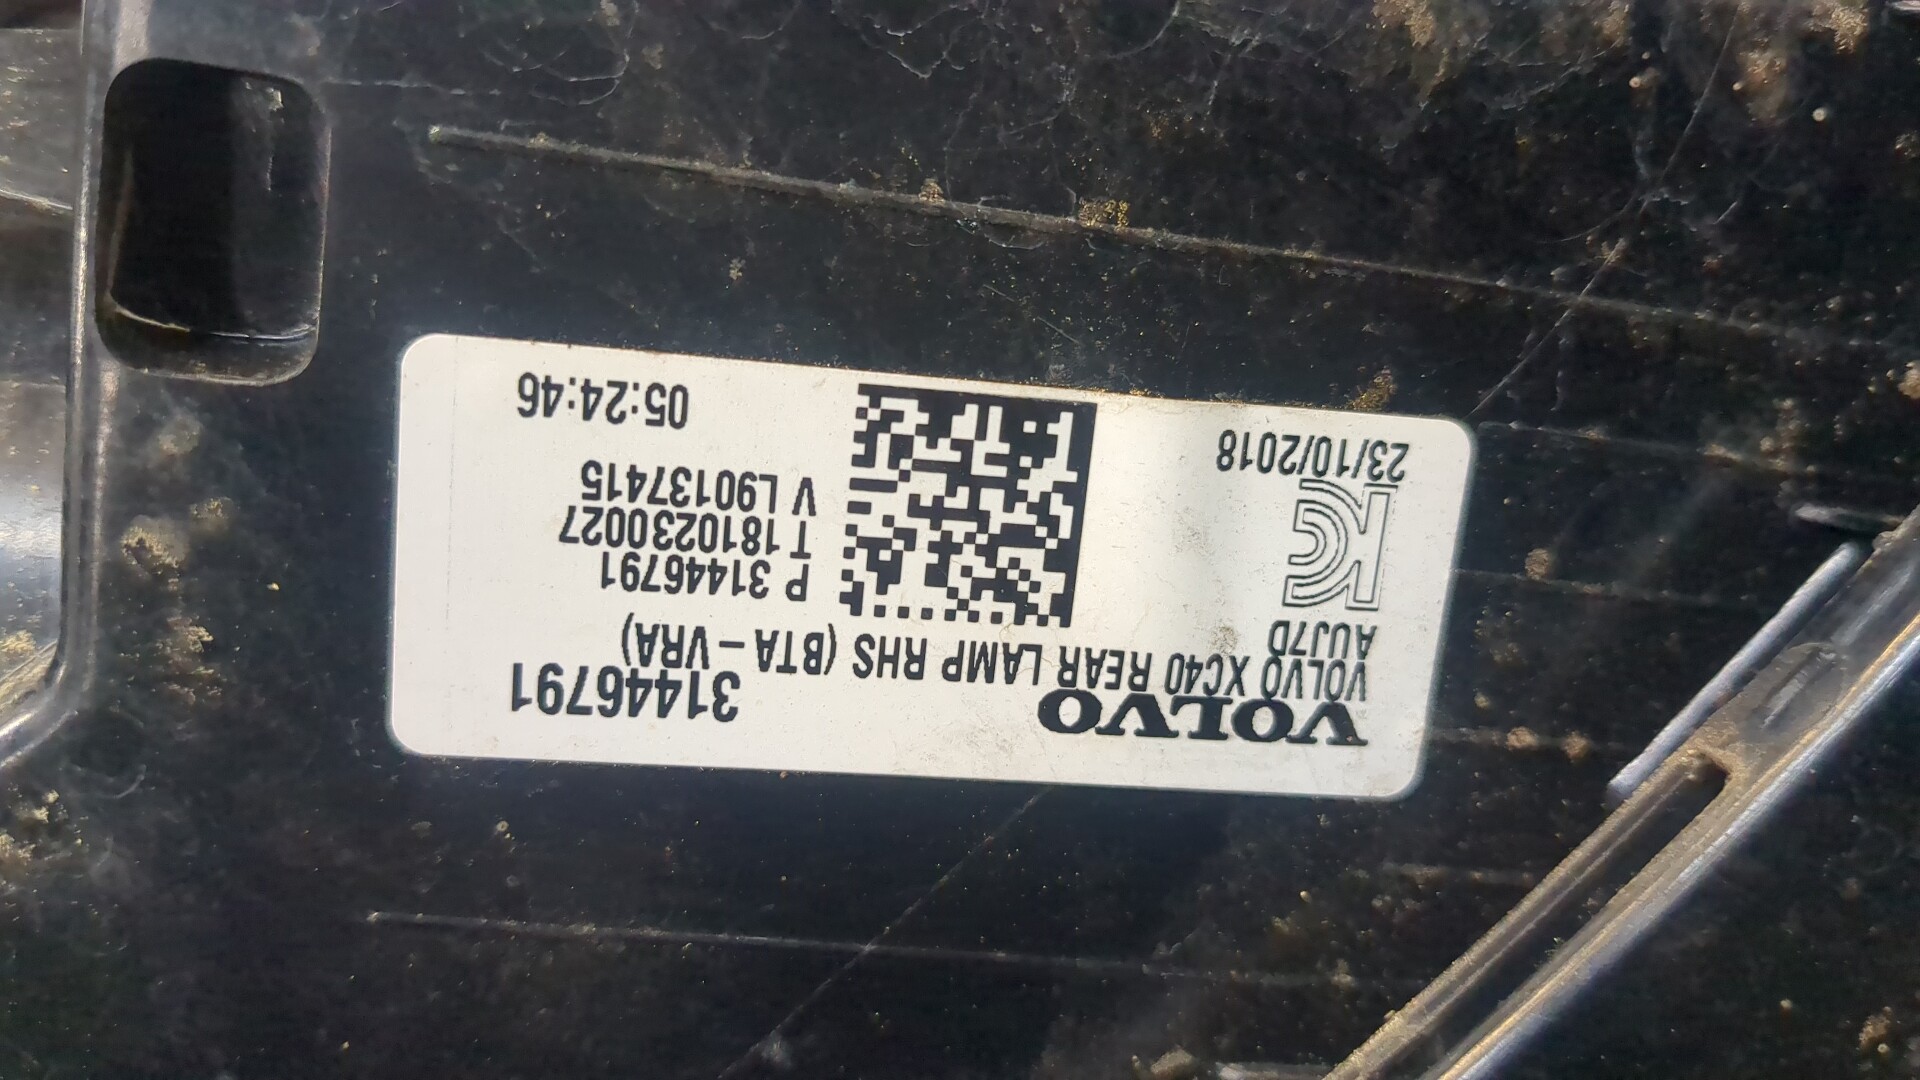 VOLVO 31446791
VOLVO XC40 REAR LAMP RHS (BTA - VRA)
AUJ7D
P 31446791
T 1810230027
V L90137415
23/10/2018
05:24:46